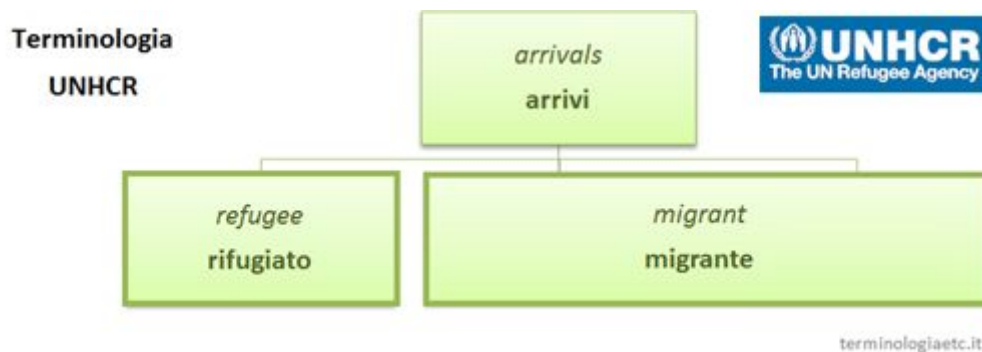 Terminologia
UNHCR
arrivals
arrivi
UNHCR
The UN Refugee Agency
refugee
rifugiato
migrant
migrante
terminologiaetc.it